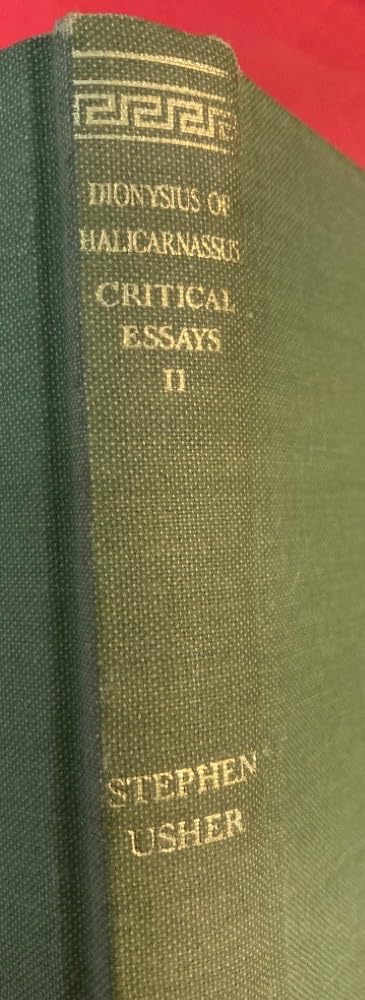 DIONYSIUS OF
HALICARNASSUS
CRITICAL
ESSAYS
II
STEPHEN
USHER